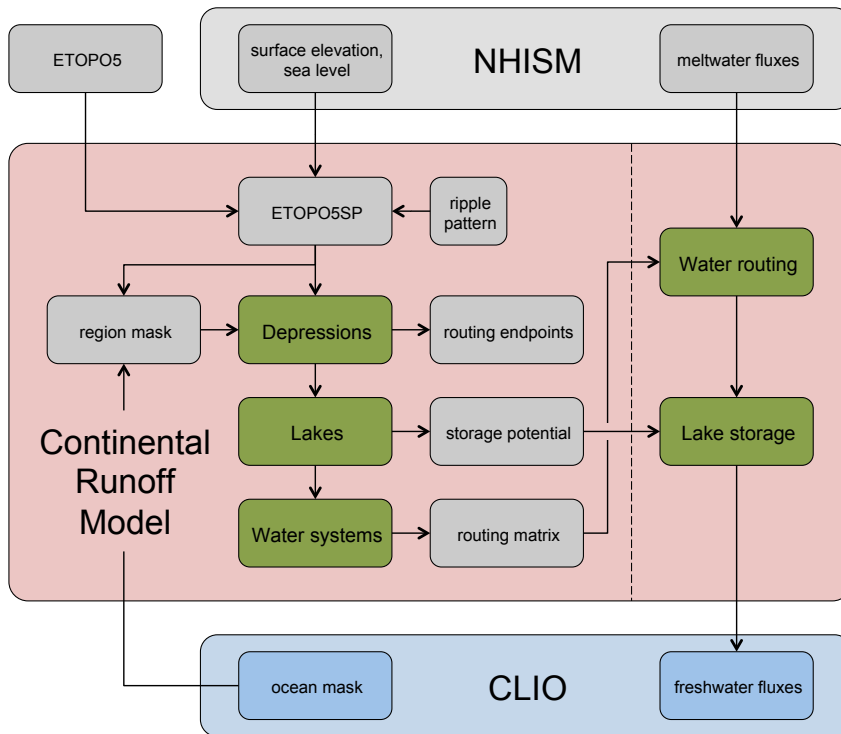 ETOPO5
surface elevation,
sea level
NHISM
meltwater fluxes
ETOPO5SP
ripple
pattern
Water routing
region mask
Depressions
routing endpoints
Continental
Runoff
Model
Lakes
storage potential
Lake storage
Water systems
routing matrix
ocean mask
CLIO
freshwater fluxes